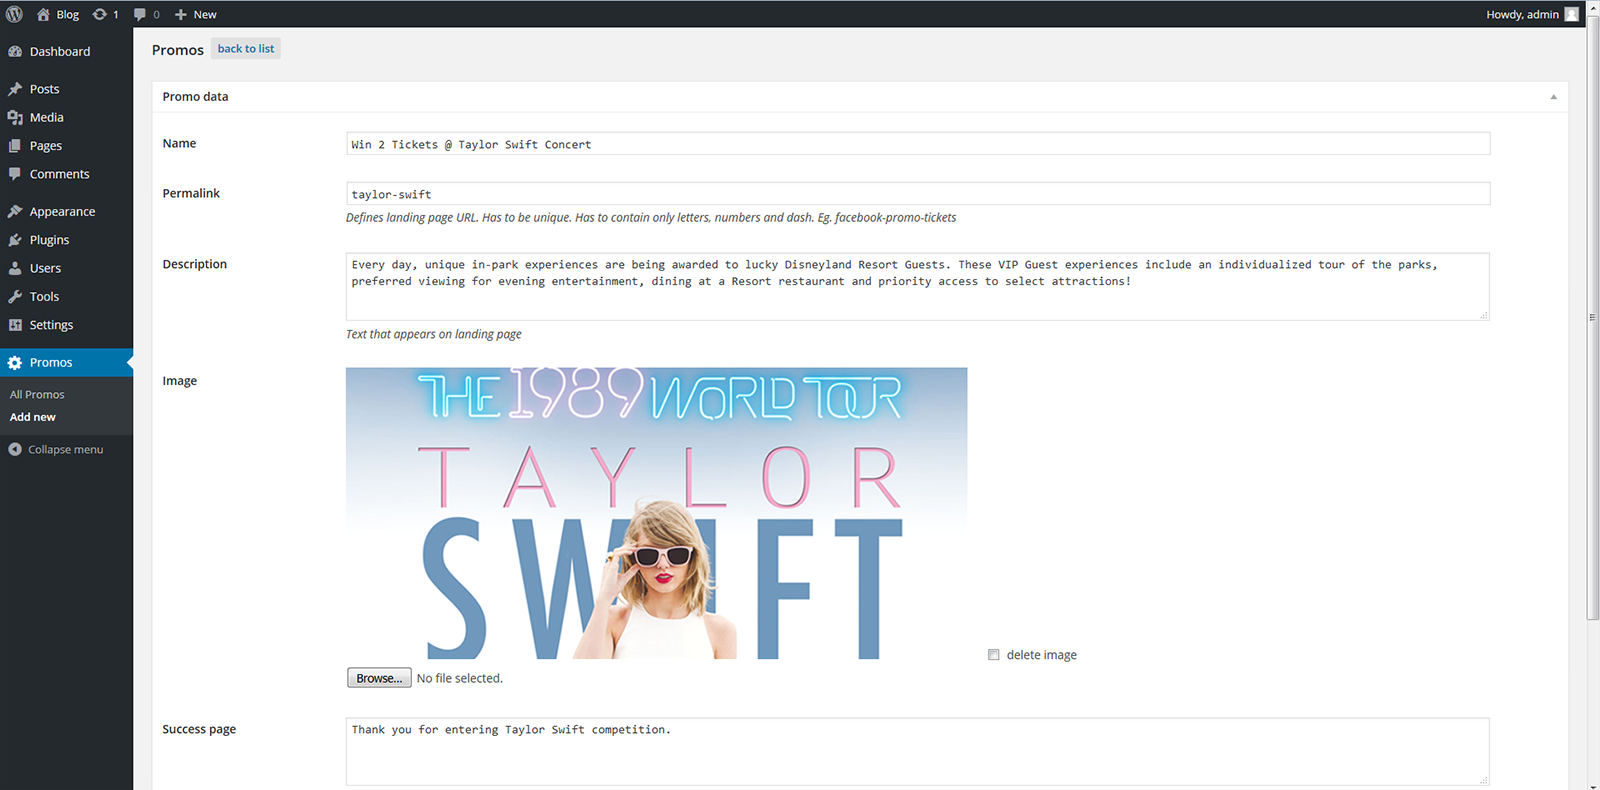 Blog 1 0 New Howdy, admin
Dashboard
Posts
Media
Pages
Comments
Appearance
Plugins
Users
Tools
Settings
Promos
All Promos
Add new
Collapse menu
Promos back to list
Promo data
Name
Win 2 Tickets @ Taylor Swift Concert
Permalink
taylor-swift
Defines landing page URL. Has to be unique. Has to contain only letters, numbers and dash. Eg. facebook-promo-tickets
Description
Every day, unique in-park experiences are being awarded to lucky Disneyland Resort Guests. These VIP Guest experiences include an individualized tour of the parks,
preferred viewing for evening entertainment, dining at a Resort restaurant and priority access to select attractions!
Text that appears on landing page
Image
THE 1989 WORLD TOUR
TAYLOR
SWIFT
delete image
Browse... No file selected.
Success page
Thank you for entering Taylor Swift competition.